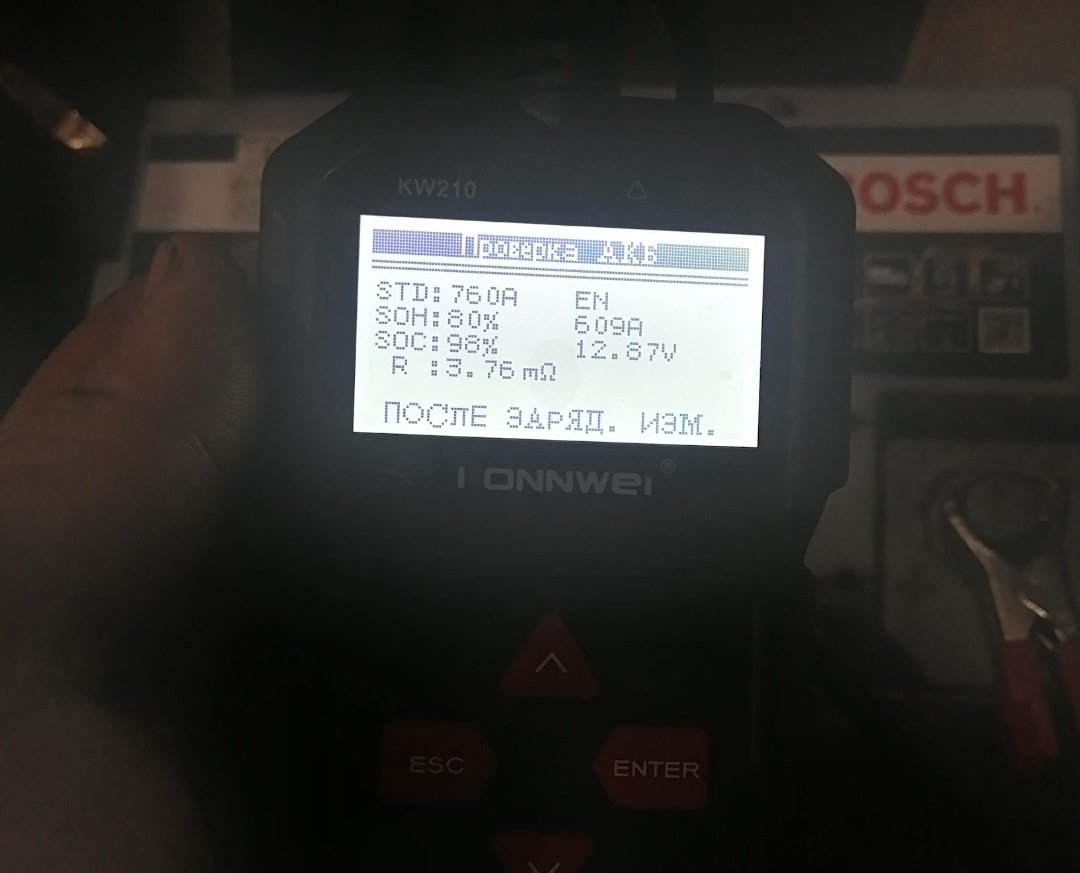 KW210
OSCH
Проверка АКБ
STD:760A EN
SOH:80% 609A
SOC:98% 12.87V
R :3.76mΩ
ПОСЛЕ ЗАРЯД. ИЗМ.
ONNWEI®
ESC
ENTER